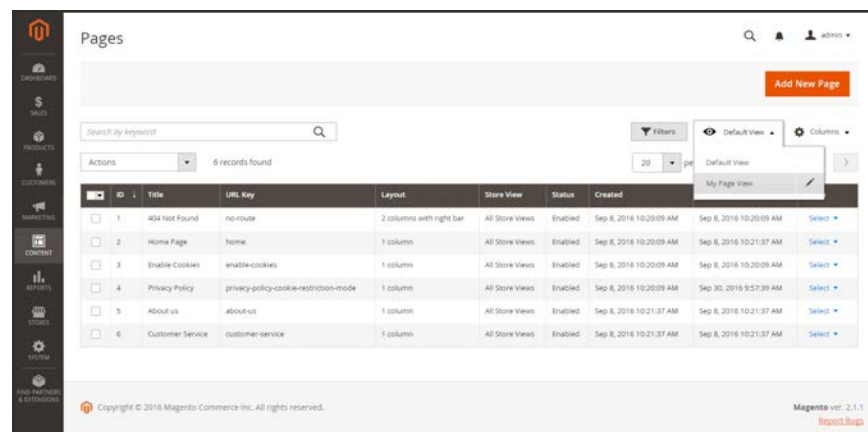 Pages
admin
Add New Page
DASHBOARD
SALES
PRODUCTS
CUSTOMERS
MARKETING
CONTENT
REPORTS
STORES
SYSTEM
FIND PARTNERS
& EXTENSIONS
Search by keyword
Filters
Default View
Columns
Actions
6 records found
20
pe
Default View
My Page View
ID ↓ Title URL Key Layout Store View Status Created
1 404 Not Found no-route 2 columns with right bar All Store Views Enabled Sep 8, 2016 10:20:09 AM Sep 8, 2016 10:20:09 AM Select
2 Home Page home 1 column All Store Views Enabled Sep 8, 2016 10:20:09 AM Sep 8, 2016 10:21:37 AM Select
3 Enable Cookies enable-cookies 1 column All Store Views Enabled Sep 8, 2016 10:20:09 AM Sep 8, 2016 10:20:09 AM Select
4 Privacy Policy privacy-policy-cookie-restriction-mode 1 column All Store Views Enabled Sep 8, 2016 10:20:09 AM Sep 30, 2016 9:57:39 AM Select
5 About us about-us 1 column All Store Views Enabled Sep 8, 2016 10:21:37 AM Sep 8, 2016 10:21:37 AM Select
6 Customer Service customer-service 1 column All Store Views Enabled Sep 8, 2016 10:21:37 AM Sep 8, 2016 10:21:37 AM Select
Copyright © 2016 Magento Commerce Inc. All rights reserved.
Magento ver. 2.1.1
Report Bugs